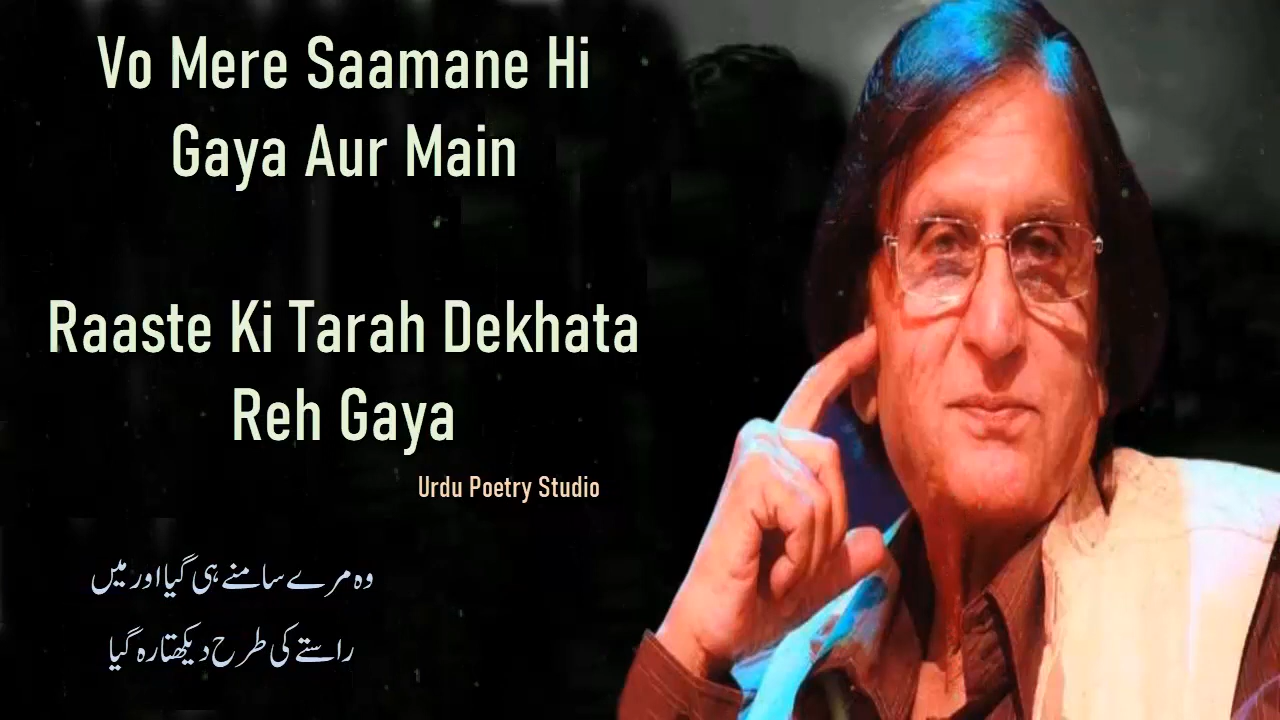 Vo Mere Saamane Hi
Gaya Aur Main
Raaste Ki Tarah Dekhata
Reh Gaya
Urdu Poetry Studio
وہ مرے سامنے ہی گیا اور میں
راستے کی طرح دیکھتا رہ گیا